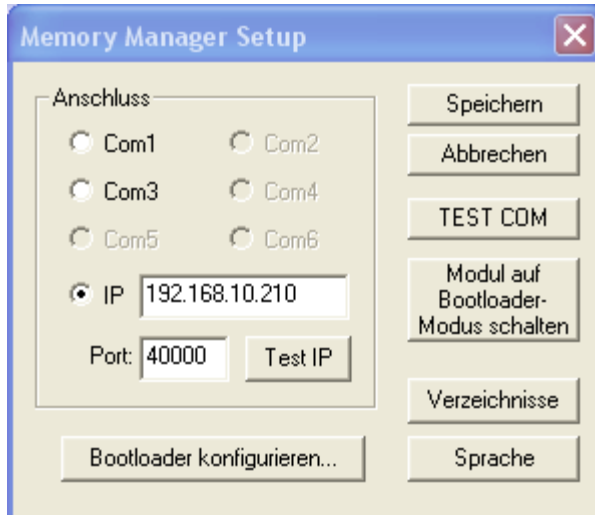 Memory Manager Setup
Anschluss
Com1 Com2
Com3 Com4
Com5 Com6
IP 192.168.10.210
Port: 40000 Test IP
Bootloader konfigurieren...
Speichern
Abbrechen
TEST COM
Modul auf
Bootloader-
Modus schalten
Verzeichnisse
Sprache